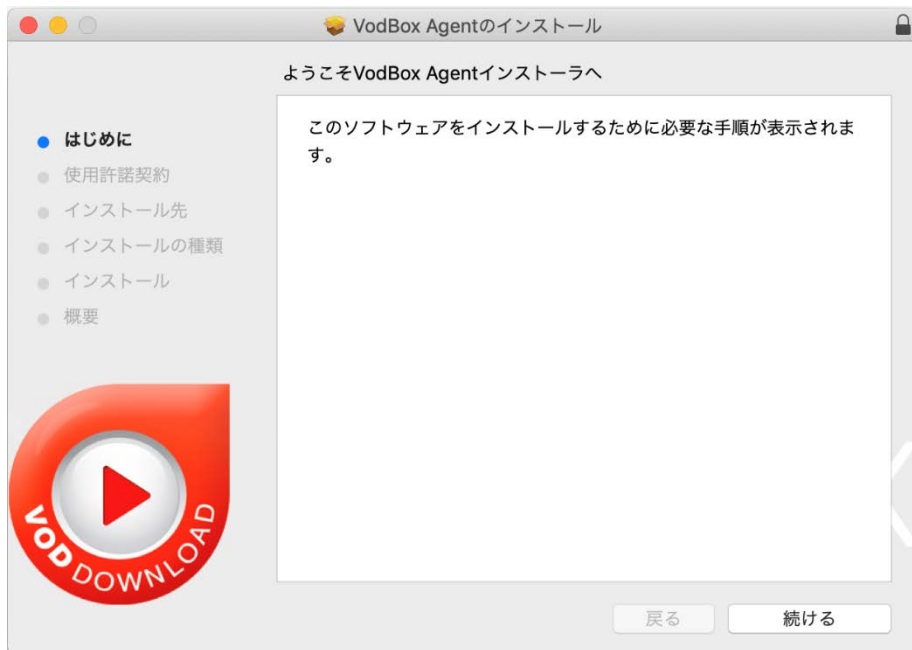 VodBox Agentのインストール
ようこそVodBox Agentインストーラへ
はじめに
使用許諾契約
インストール先
インストールの種類
インストール
概要
このソフトウェアをインストールするために必要な手順が表示されま
す。
VOD DOWNLOAD
戻る
続ける